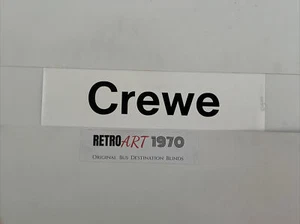 Crewe
RETROART 1970
ORIGINAL BUS DESTINATION BLINDS